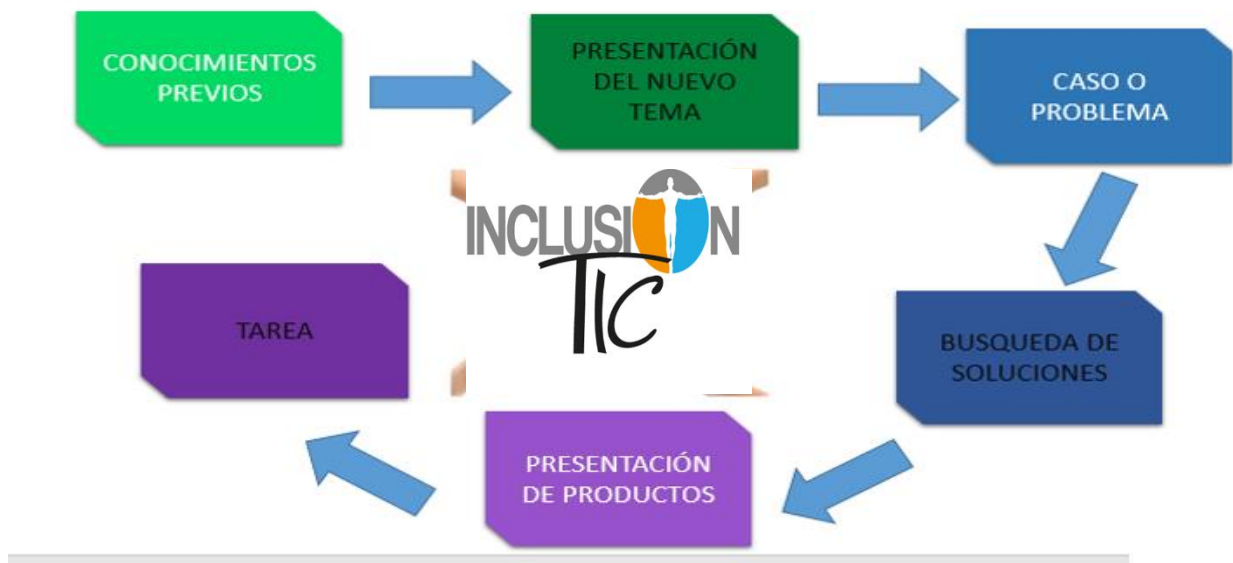 CONOCIMIENTOS
PREVIOS
PRESENTACIÓN
DEL NUEVO
TEMA
CASO O
PROBLEMA
BUSQUEDA DE
SOLUCIONES
PRESENTACIÓN
DE PRODUCTOS
TAREA
INCLUSION
TIC